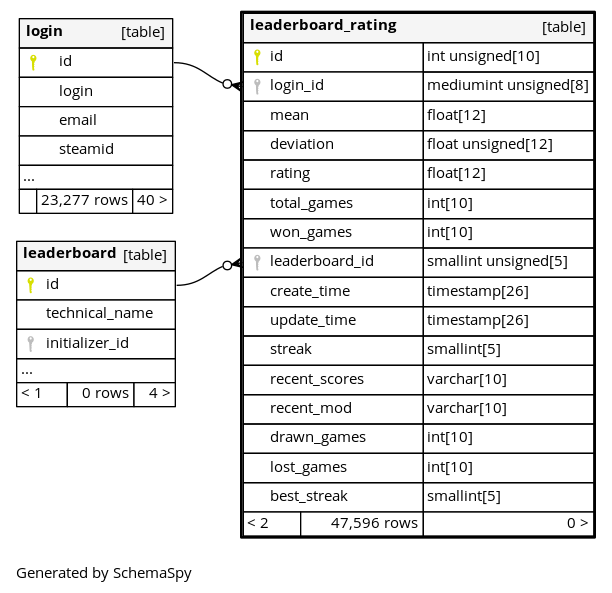 login [table]
id
login
email
steamid
...
23,277 rows 40 >
leaderboard [table]
id
technical_name
initializer_id
...
< 1 0 rows 4 >
leaderboard_rating [table]
id int unsigned[10]
login_id mediumint unsigned[8]
mean float[12]
deviation float unsigned[12]
rating float[12]
total_games int[10]
won_games int[10]
leaderboard_id smallint unsigned[5]
create_time timestamp[26]
update_time timestamp[26]
streak smallint[5]
recent_scores varchar[10]
recent_mod varchar[10]
drawn_games int[10]
lost_games int[10]
best_streak smallint[5]
< 2 47,596 rows 0 >
Generated by SchemaSpy